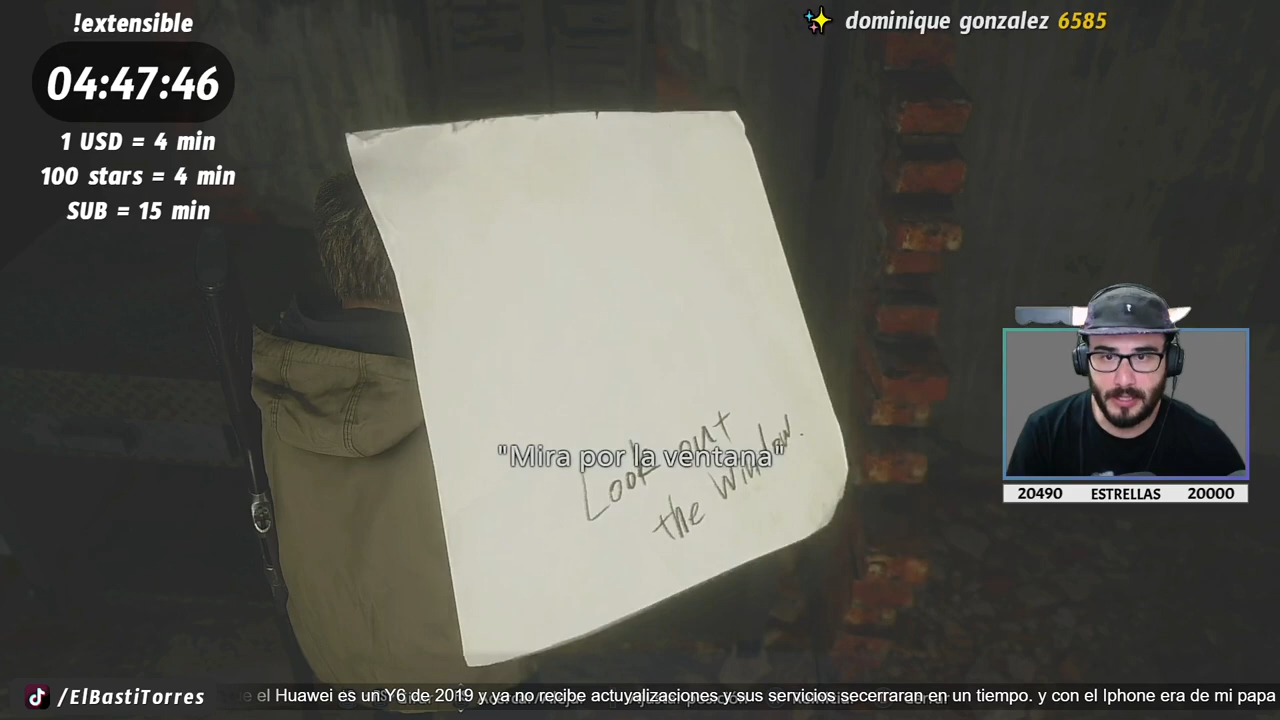 !extensible
04:47:46
1 USD = 4 min
100 stars = 4 min
SUB = 15 min
dominique gonzalez 6585
Look out
the Window.
"Mira por la ventana"
20490 ESTRELLAS 20000
/ElBastiTorres
e el Huawei es un Y6 de 2019 y ya no recibe actuyalizaciones y sus servicios secerraran en un tiempo. y con el Iphone era de mi papa